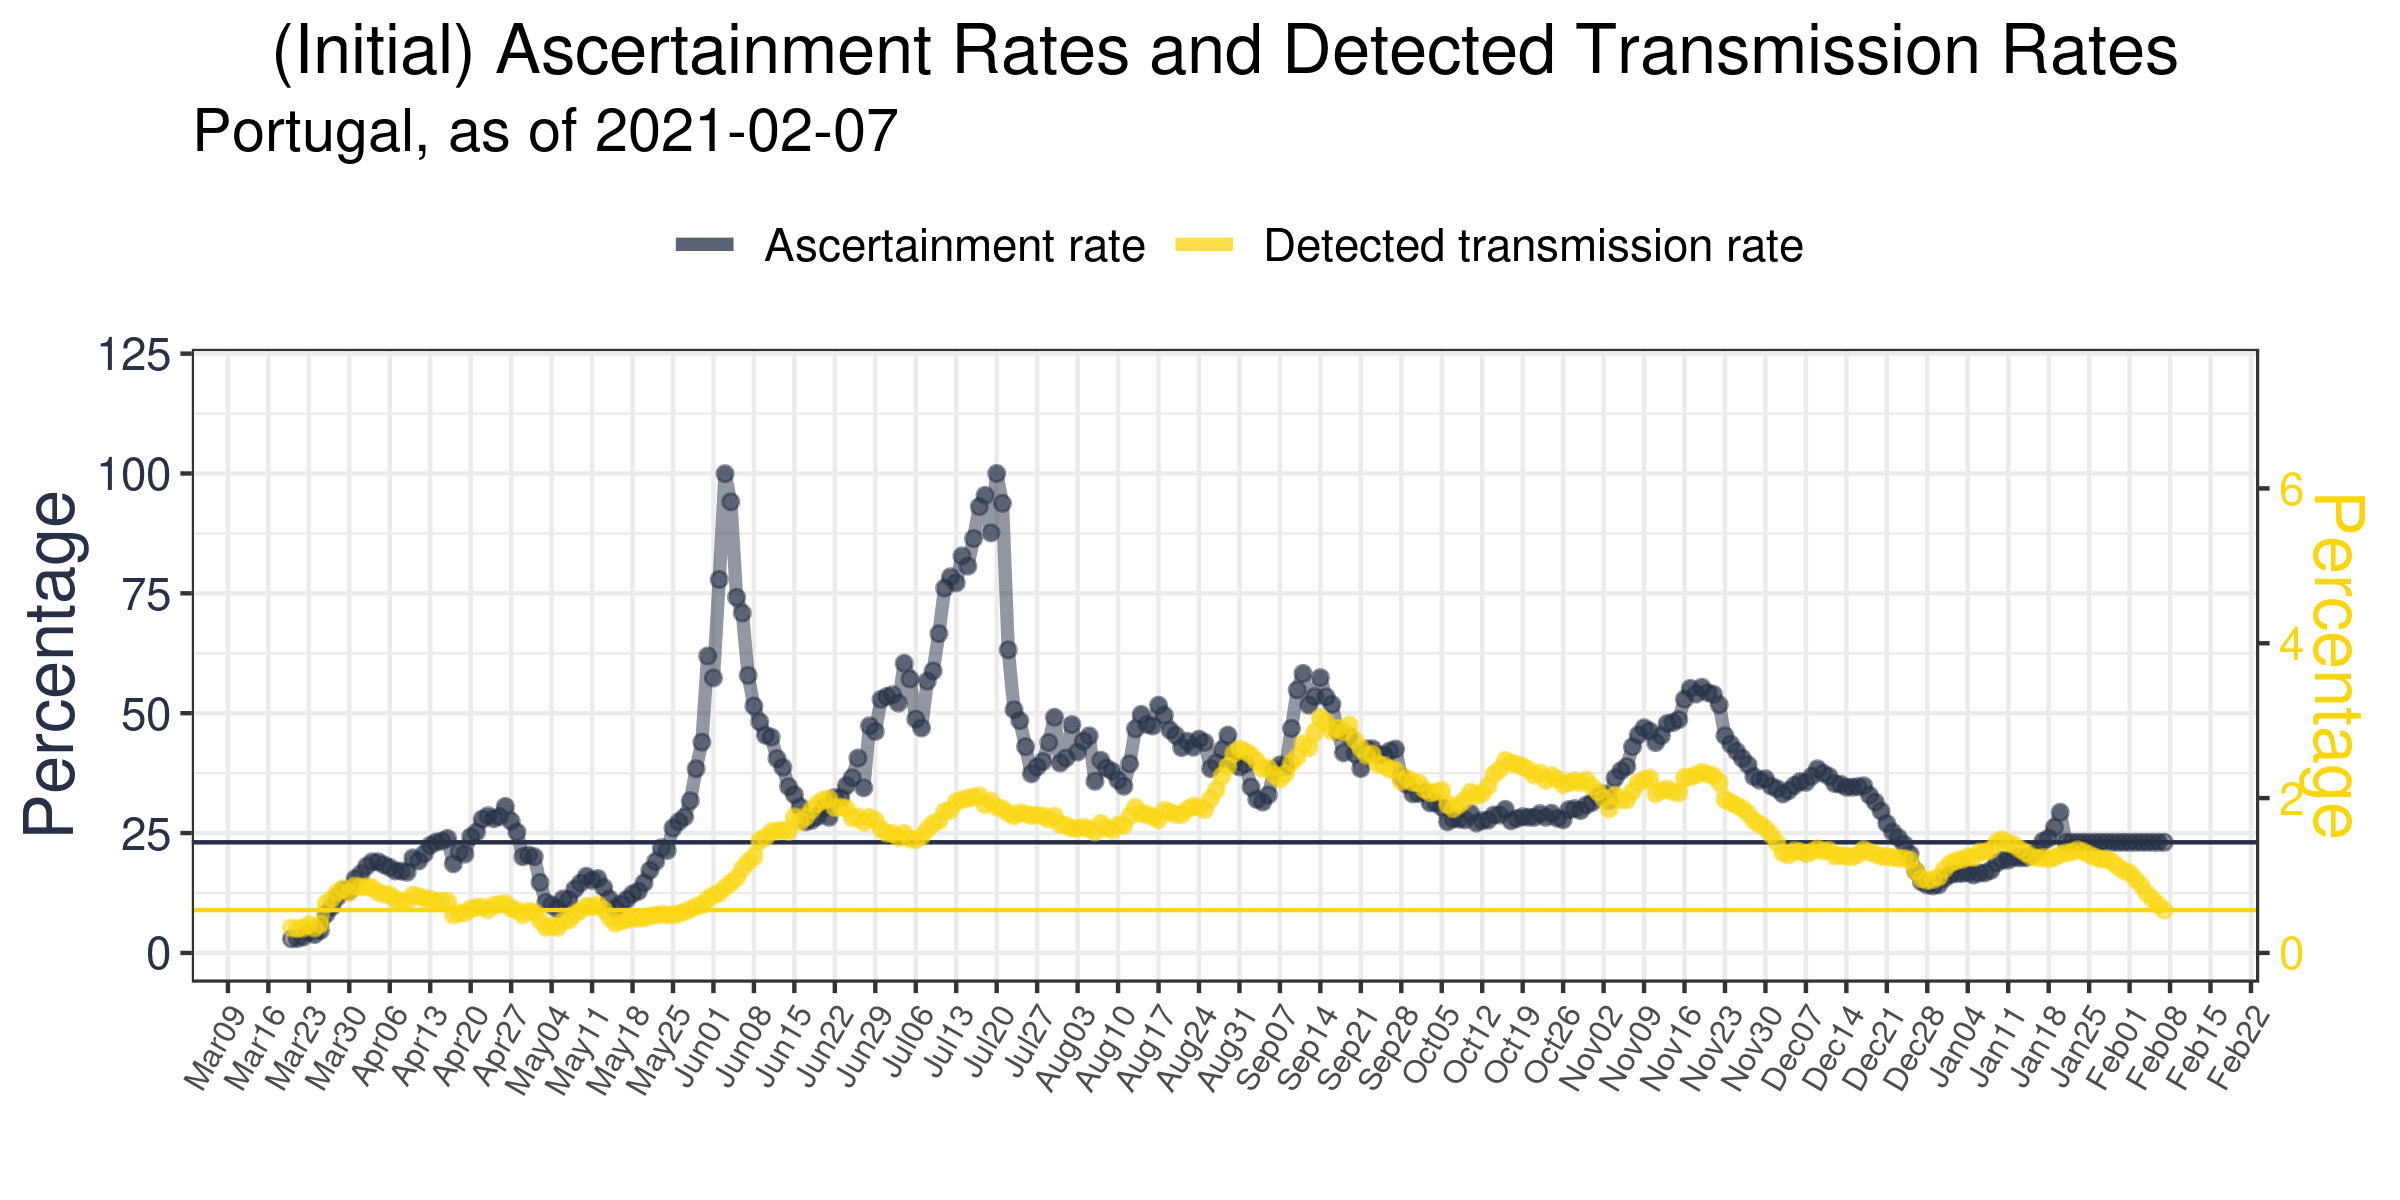 (Initial) Ascertainment Rates and Detected Transmission Rates
Portugal, as of 2021-02-07
Ascertainment rate
Detected transmission rate
Percentage
125
100
75
50
25
0
6
4
2
0
Percentage
Mar09
Mar16
Mar23
Mar30
Apr06
Apr13
Apr20
Apr27
May04
May11
May18
May25
Jun01
Jun08
Jun15
Jun22
Jun29
Jul06
Jul13
Jul20
Jul27
Aug03
Aug10
Aug17
Aug24
Aug31
Sep07
Sep14
Sep21
Sep28
Oct05
Oct12
Oct19
Oct26
Nov02
Nov09
Nov16
Nov23
Nov30
Dec07
Dec14
Dec21
Dec28
Jan04
Jan11
Jan18
Jan25
Feb01
Feb08
Feb15
Feb22